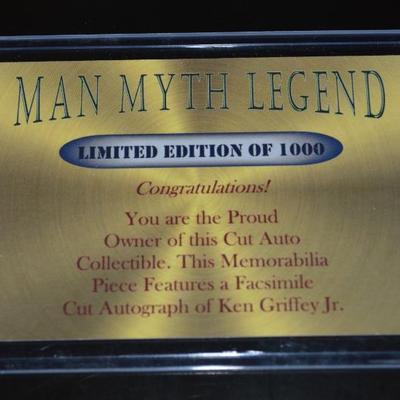 MAN MYTH LEGEND
LIMITED EDITION OF 1000
Congratulations!
You are the Proud
Owner of this Cut Auto
Collectible. This Memorabilia
Piece Features a Facsimile
Cut Autograph of Ken Griffey Jr.